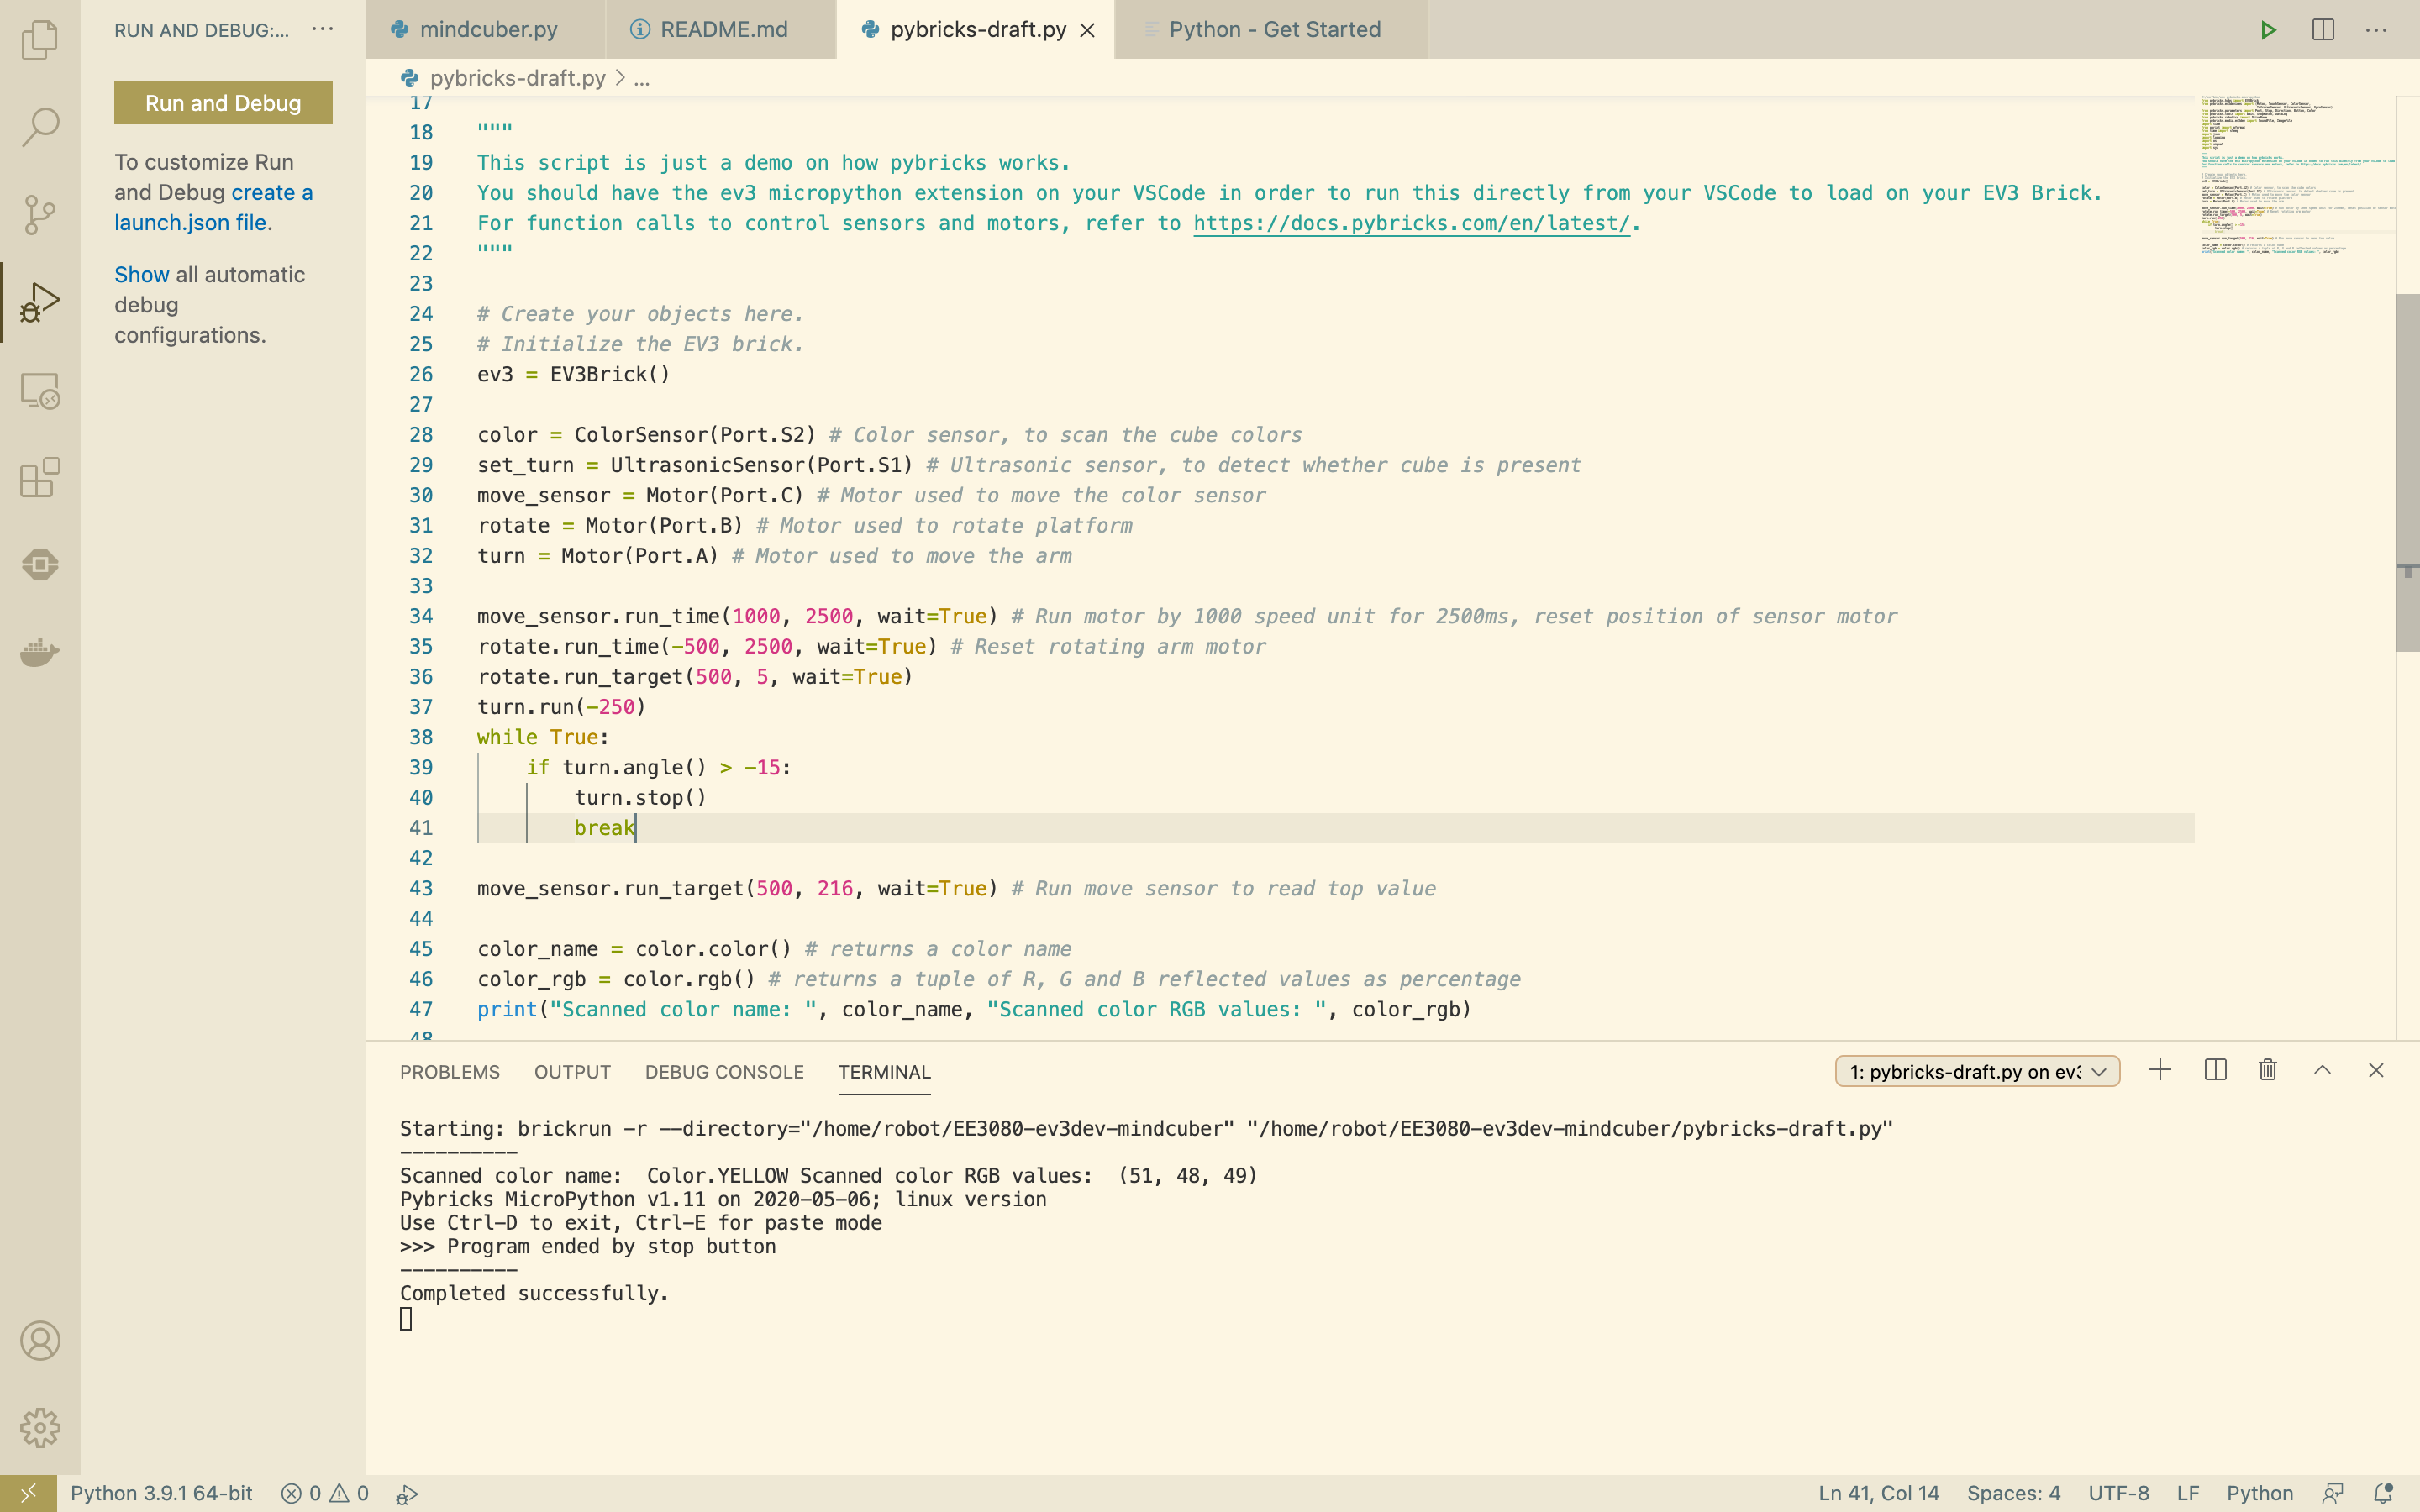 RUN AND DEBUG:...
Run and Debug
To customize Run
and Debug create a
launch.json file.
Show all automatic
debug
configurations.
mindcuber.py
README.md
pybricks-draft.py
Python - Get Started
pybricks-draft.py > ...
17
18 """
19 This script is just a demo on how pybricks works.
20 You should have the ev3 micropython extension on your VSCode in order to run this directly from your VSCode to load on your EV3 Brick.
21 For function calls to control sensors and motors, refer to https://docs.pybricks.com/en/latest/.
22 """
23
24 # Create your objects here.
25 # Initialize the EV3 brick.
26 ev3 = EV3Brick()
27
28 color = ColorSensor(Port.S2) # Color sensor, to scan the cube colors
29 set_turn = UltrasonicSensor(Port.S1) # Ultrasonic sensor, to detect whether cube is present
30 move_sensor = Motor(Port.C) # Motor used to move the color sensor
31 rotate = Motor(Port.B) # Motor used to rotate platform
32 turn = Motor(Port.A) # Motor used to move the arm
33
34 move_sensor.run_time(1000, 2500, wait=True) # Run motor by 1000 speed unit for 2500ms, reset position of sensor motor
35 rotate.run_time(-500, 2500, wait=True) # Reset rotating arm motor
36 rotate.run_target(500, 5, wait=True)
37 turn.run(-250)
38 while True:
39 if turn.angle() > -15:
40 turn.stop()
41 break
42
43 move_sensor.run_target(500, 216, wait=True) # Run move sensor to read top value
44
45 color_name = color.color() # returns a color name
46 color_rgb = color.rgb() # returns a tuple of R, G and B reflected values as percentage
47 print("Scanned color name: ", color_name, "Scanned color RGB values: ", color_rgb)
48
PROBLEMS OUTPUT DEBUG CONSOLE TERMINAL
1: pybricks-draft.py on ev3
Starting: brickrun -r --directory="/home/robot/EE3080-ev3dev-mindcuber" "/home/robot/EE3080-ev3dev-mindcuber/pybricks-draft.py"
----------
Scanned color name:  Color.YELLOW Scanned color RGB values:  (51, 48, 49)
Pybricks MicroPython v1.11 on 2020-05-06; linux version
Use Ctrl-D to exit, Ctrl-E for paste mode
>>> Program ended by stop button
----------
Completed successfully.
Python 3.9.1 64-bit 0 0 Ln 41, Col 14 Spaces: 4 UTF-8 LF Python